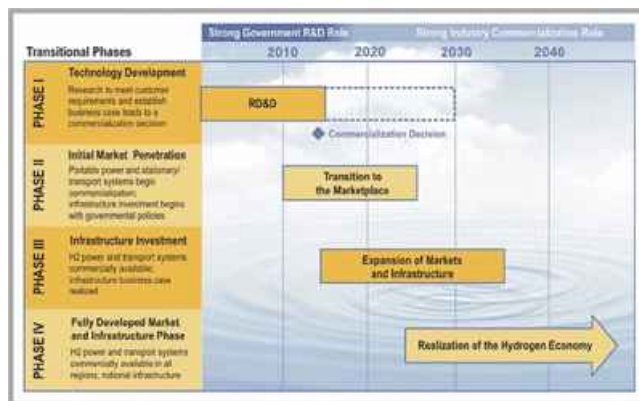 Strong Government R&D Role
Strong Industry Commercialization Role
Transitional Phases
2010
2020
2030
2040
PHASE I
Technology Development
Research to meet customer
requirements and establish
business case leads to a
commercialization decision
RD&D
Commercialization Decision
PHASE II
Initial Market Penetration
Portable power and stationary/
transport systems begin
commercialization;
infrastructure investment begins
with governmental policies
Transition to
the Marketplace
PHASE III
Infrastructure Investment
H2 power and transport systems
commercially available;
infrastructure business case
realized
Expansion of Markets
and Infrastructure
PHASE IV
Fully Developed Market
and Infrastructure Phase
H2 power and transport systems
commercially available in all
regions; national infrastructure
Realization of the Hydrogen Economy